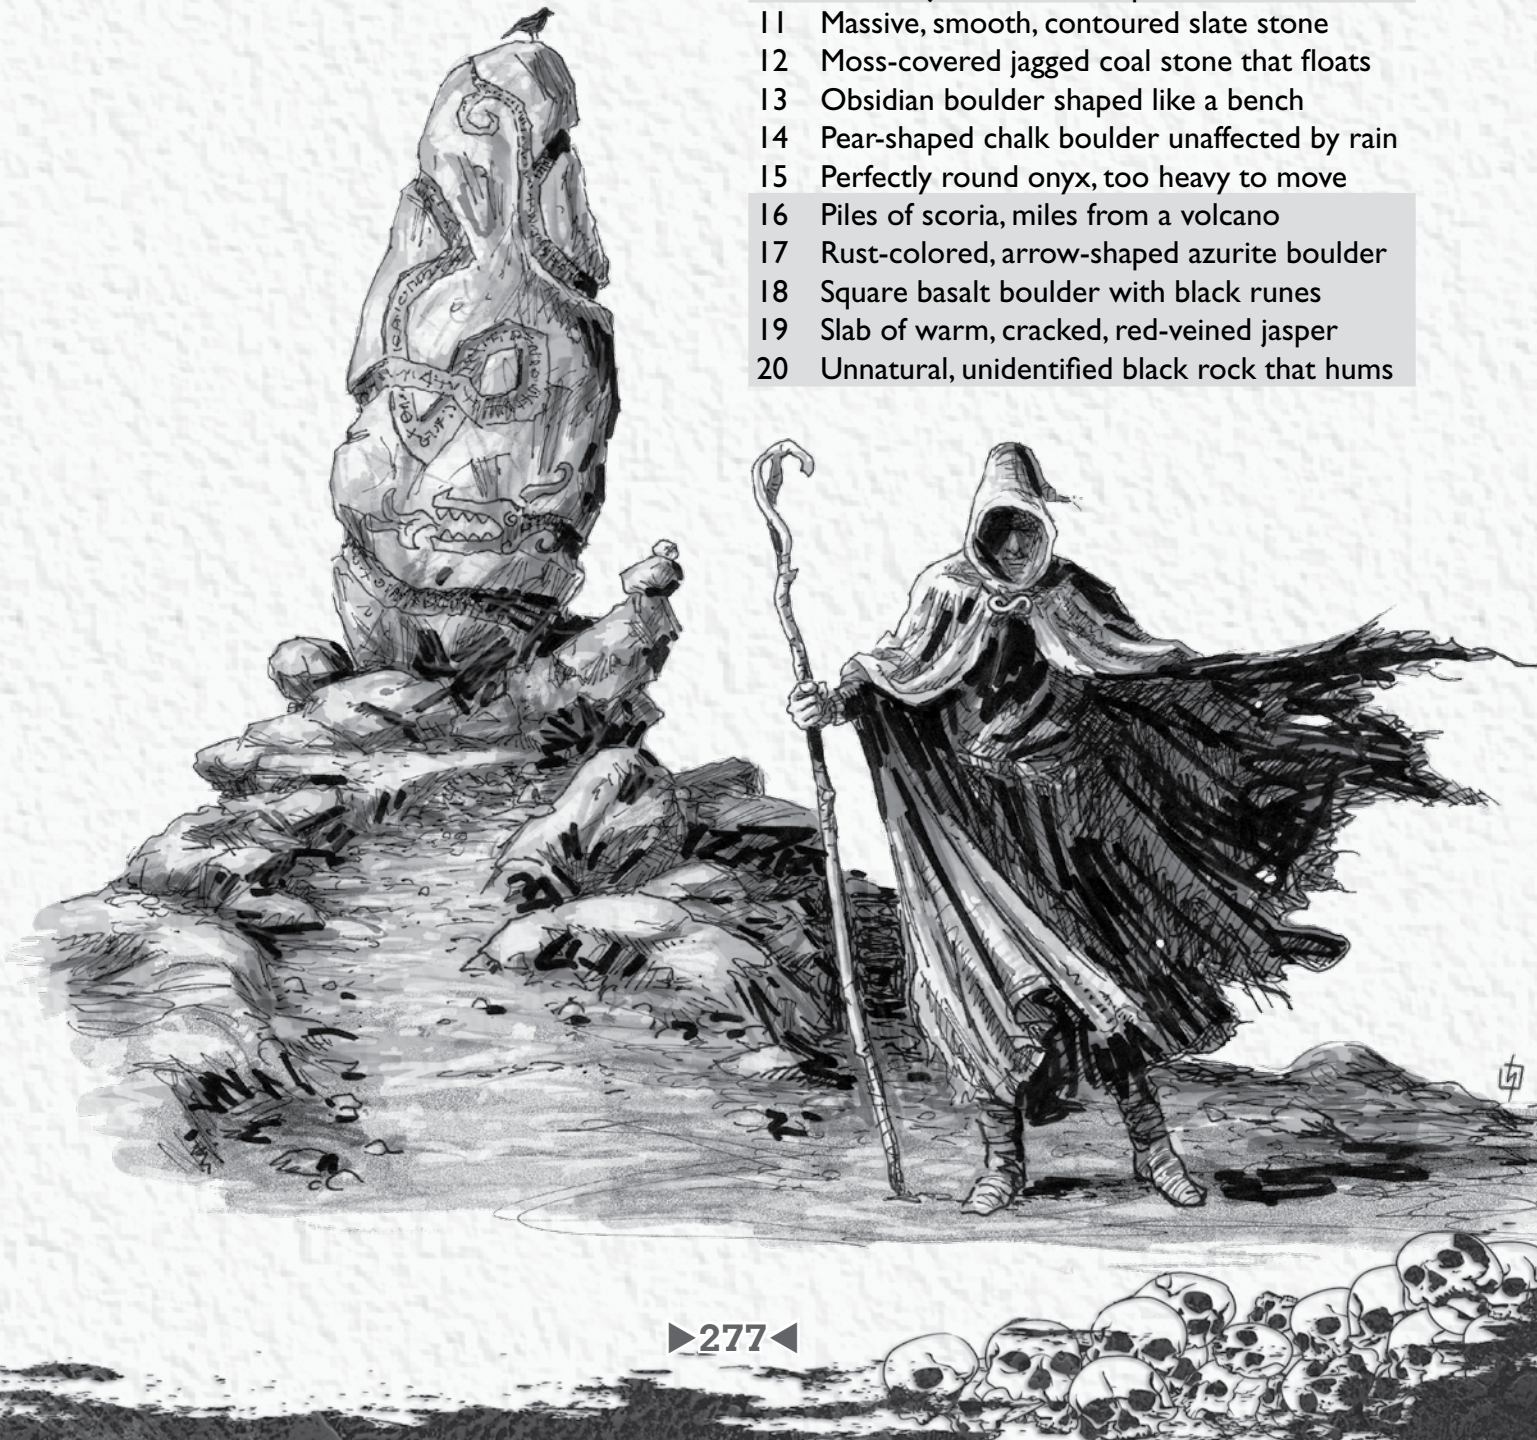 11 Massive, smooth, contoured slate stone
12 Moss-covered jagged coal stone that floats
13 Obsidian boulder shaped like a bench
14 Pear-shaped chalk boulder unaffected by rain
15 Perfectly round onyx, too heavy to move
16 Piles of scoria, miles from a volcano
17 Rust-colored, arrow-shaped azurite boulder
18 Square basalt boulder with black runes
19 Slab of warm, cracked, red-veined jasper
20 Unnatural, unidentified black rock that hums
277